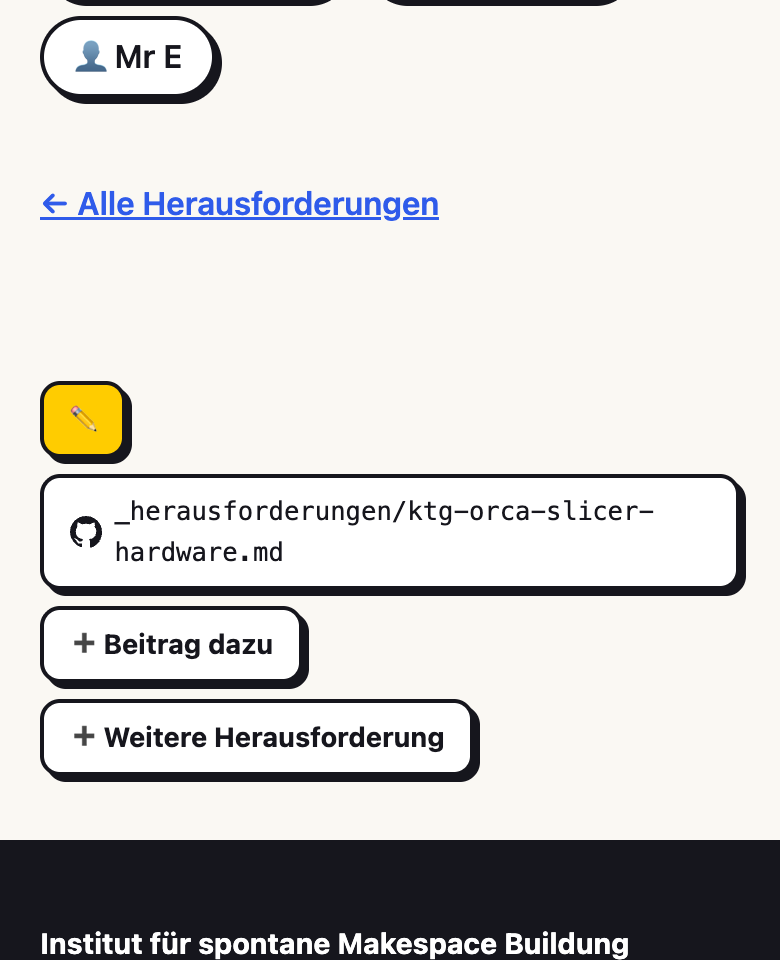 Mr E
← Alle Herausforderungen
_herausforderungen/ktg-orca-slicer-
hardware.md
+ Beitrag dazu
+ Weitere Herausforderung
Institut für spontane Makespace Buildung